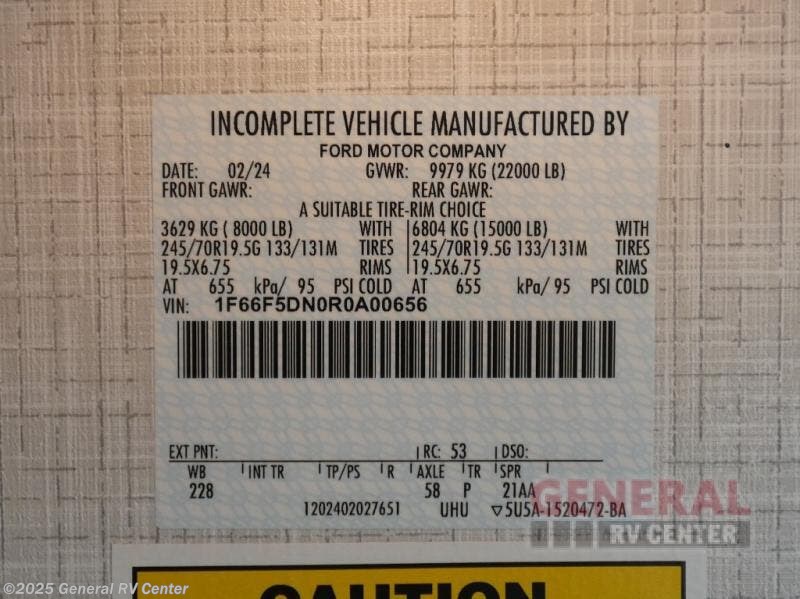 INCOMPLETE VEHICLE MANUFACTURED BY
FORD MOTOR COMPANY
DATE: 02/24 GVWR: 9979 KG (22000 LB)
FRONT GAWR: REAR GAWR:
A SUITABLE TIRE-RIM CHOICE
3629 KG ( 8000 LB) WITH 6804 KG (15000 LB) WITH
245/70R19.5G 133/131M TIRES 245/70R19.5G 133/131M TIRES
19.5X6.75 RIMS 19.5X6.75 RIMS
AT 655 kPa/ 95 PSI COLD AT 655 kPa/ 95 PSI COLD
VIN: 1F66F5DN0R0A00656
EXT PNT: RC: 53 DSO:
WB INT TR TP/PS R AXLE TR SPR
228 58 P 21AA
1202402027651 UHU ▽5U5A-1520472-BA
GENERAL
RV CENTER
CAUTION
©2025 General RV Center